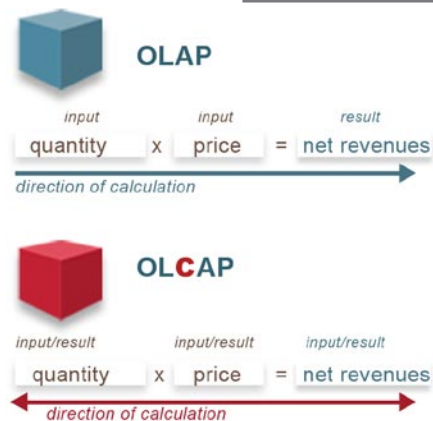 OLAP
input input result
quantity x price = net revenues
direction of calculation
OLCAP
input/result input/result input/result
quantity x price = net revenues
direction of calculation